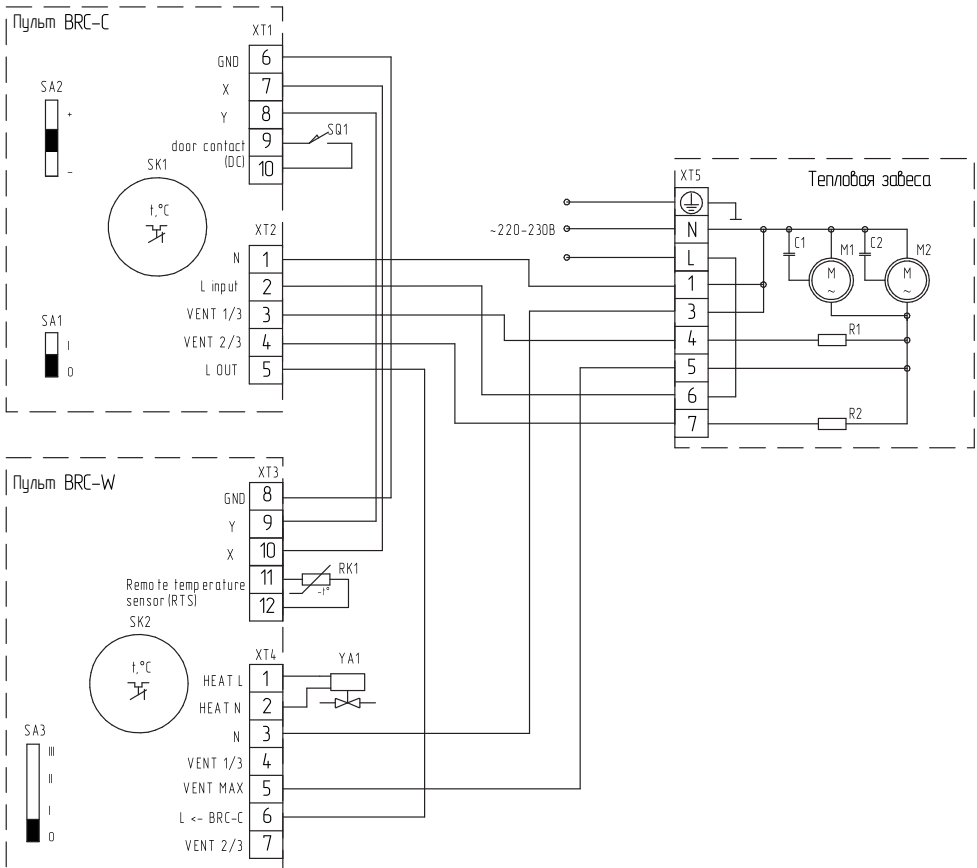 Пульт BRC-C
XT1
GND 6
X 7
Y 8
door contact 9
(DC) 10
SQ1
SA2
+
-
SK1
t,°C
XT2
N 1
L input 2
VENT 1/3 3
VENT 2/3 4
L OUT 5
SA1
I
0
Пульт BRC-W
XT3
GND 8
Y 9
X 10
Remote temperature 11
sensor (RTS) 12
RK1
-t°
SK2
t,°C
XT4
HEAT L 1
HEAT N 2
N 3
VENT 1/3 4
VENT MAX 5
L <- BRC-C 6
VENT 2/3 7
YA1
SA3
III
II
I
0
~220-230В
XT5
Тепловая завеса
N
L
1
3
4
5
6
7
C1
M1
C2
M2
M
~
M
~
R1
R2